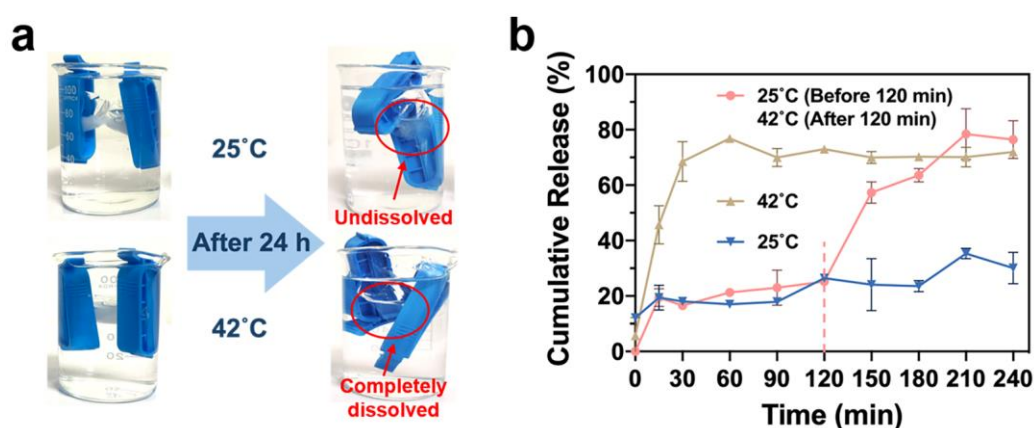 a
25°C
After 24 h
42°C
Undissolved
Completely
dissolved
b
Cumulative Release (%)
100
80
60
40
20
0
25°C (Before 120 min)
42°C (After 120 min)
42°C
25°C
0 30 60 90 120 150 180 210 240
Time (min)